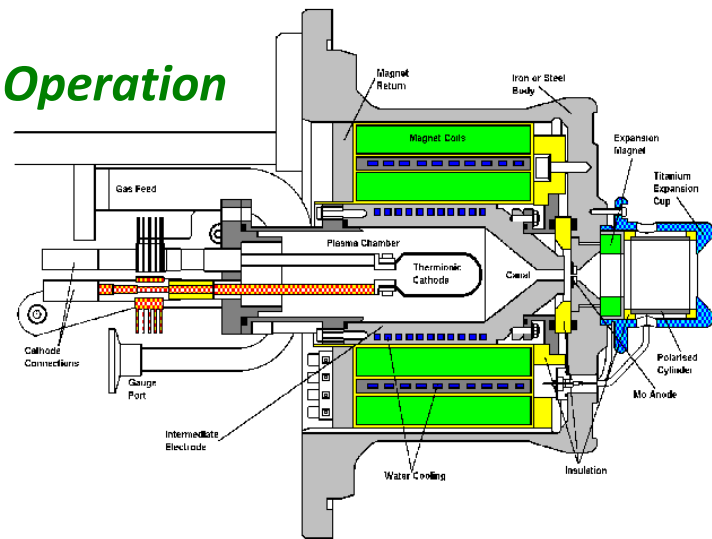 Operation
Magnet
Return
Iron or Steel
Body
Magnet Coils
Expansion
Magnet
Titanium
Expansion
Cup
Gas Feed
Plasma Chamber
Thermionic
Cathode
Canal
Cathode
Connections
Gauge
Port
Polarised
Cylinder
Mo Anode
Intermediate
Electrode
Water Cooling
Insulation